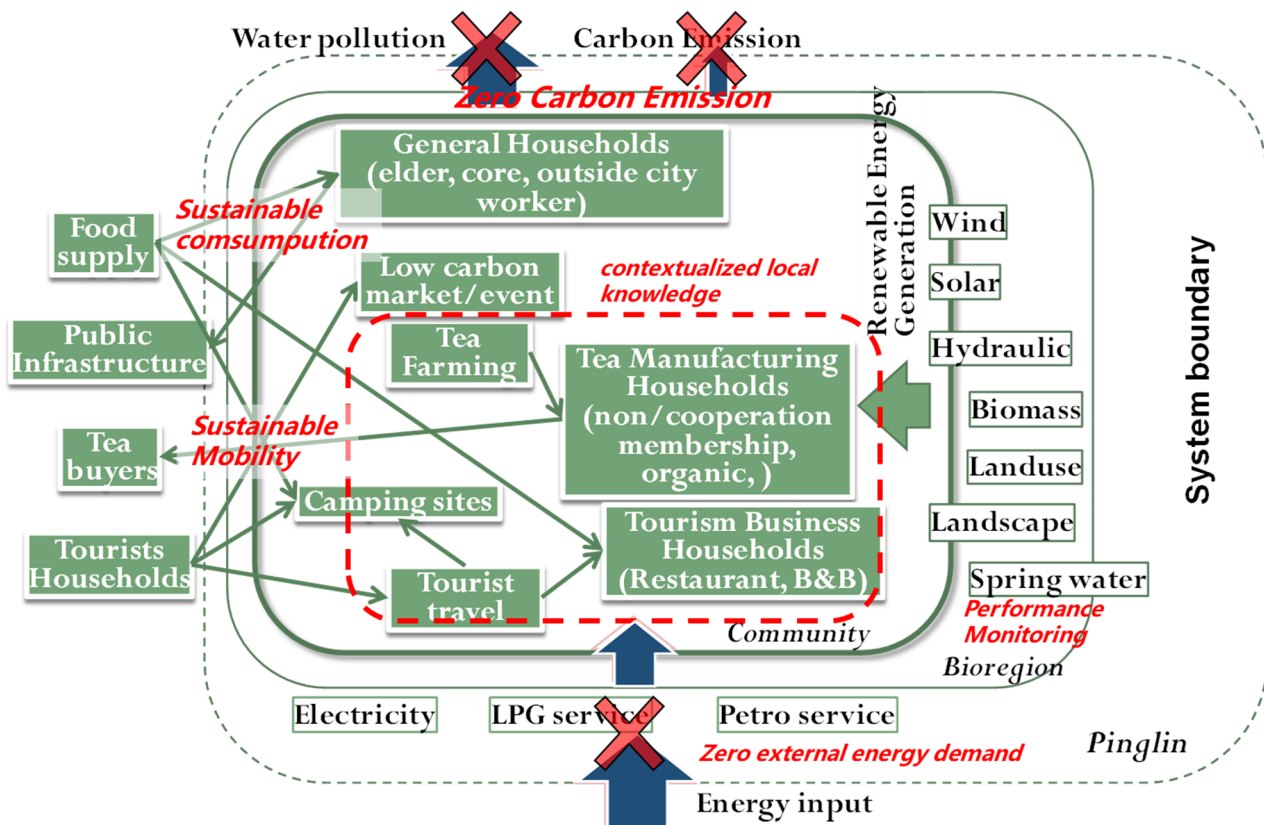 Water pollution
Carbon Emission
Zero Carbon Emission
General Households
(elder, core, outside city
worker)
Renewable Energy
Generation
Sustainable
comsumpution
Food
supply
Wind
Low carbon
market/event
contextualized local
knowledge
Solar
System boundary
Public
Infrastructure
Tea
Farming
Tea Manufacturing
Households
(non/cooperation
membership,
organic, )
Hydraulic
Biomass
Sustainable
Mobility
Tea
buyers
Landuse
Camping sites
Tourism Business
Households
(Restaurant, B&B)
Landscape
Tourists
Households
Tourist
travel
Spring water
Performance
Monitoring
Community
Bioregion
Electricity
LPG service
Petro service
Zero external energy demand
Pinglin
Energy input